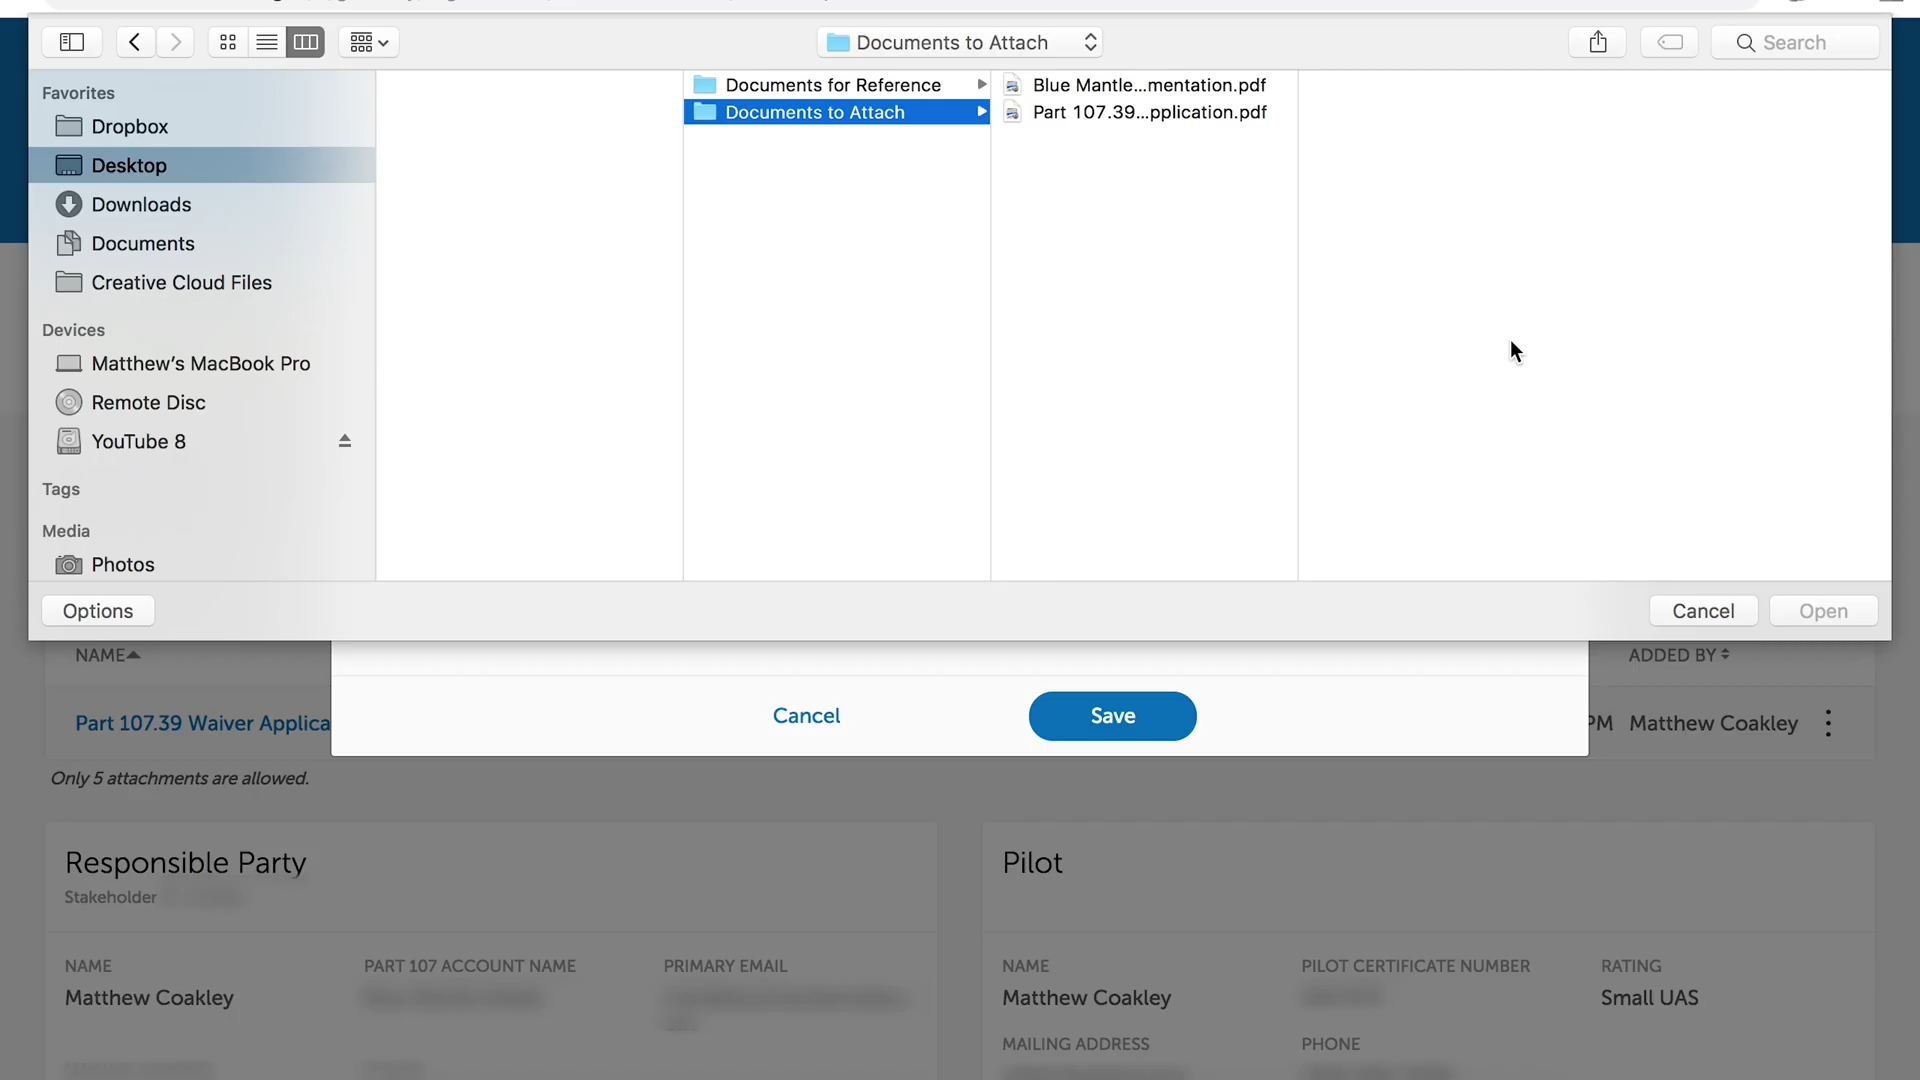 Documents to Attach
Search
Favorites
Dropbox
Desktop
Downloads
Documents
Creative Cloud Files
Devices
Matthew’s MacBook Pro
Remote Disc
YouTube 8
Tags
Media
Photos
Documents for Reference
Documents to Attach
Blue Mantle...mentation.pdf
Part 107.39...pplication.pdf
Options
Cancel
Open
NAME
ADDED BY
Cancel
Save
Part 107.39 Waiver Applica
PM Matthew Coakley
Only 5 attachments are allowed.
Responsible Party
Stakeholder
NAME
PART 107 ACCOUNT NAME
PRIMARY EMAIL
Matthew Coakley
Pilot
NAME
PILOT CERTIFICATE NUMBER
RATING
Matthew Coakley
Small UAS
MAILING ADDRESS
PHONE